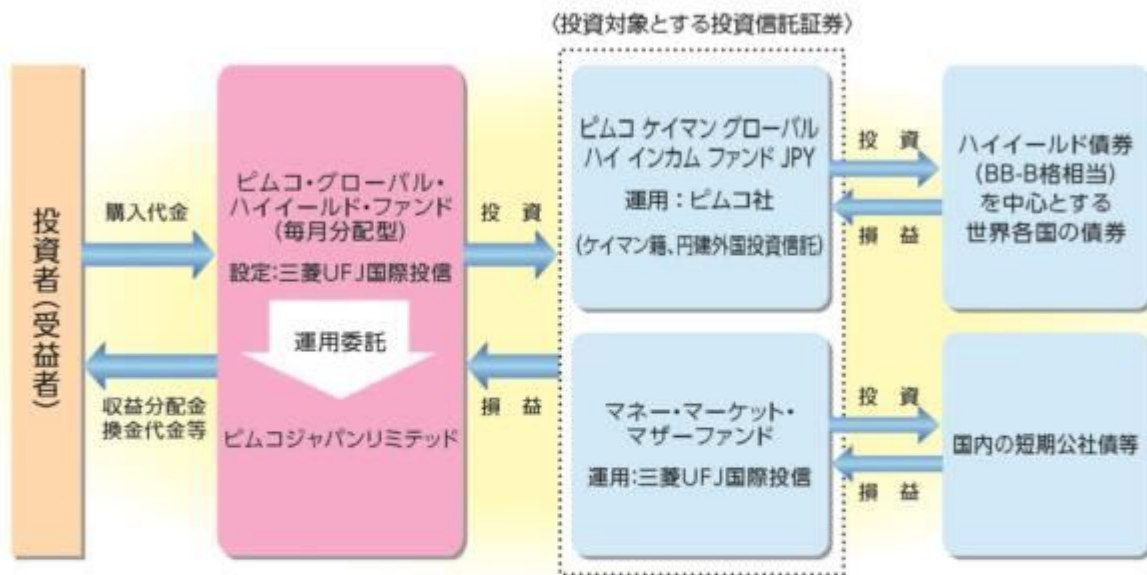 〈投資対象とする投資信託証券〉
投資者(受益者)
購入代金
収益分配金
換金代金等
ピムコ・グローバル・
ハイイールド・ファンド
(毎月分配型)
設定:三菱UFJ国際投信
運用委託
ピムコジャパンリミテッド
投 資
損 益
ピムコ ケイマン グローバル
ハイ インカム ファンド JPY
運用：ピムコ社
(ケイマン籍、円建外国投資信託)
投 資
損 益
ハイイールド債券
(BB-B格相当)
を中心とする
世界各国の債券
マネー・マーケット・
マザーファンド
運用:三菱UFJ国際投信
投 資
損 益
国内の短期公社債等